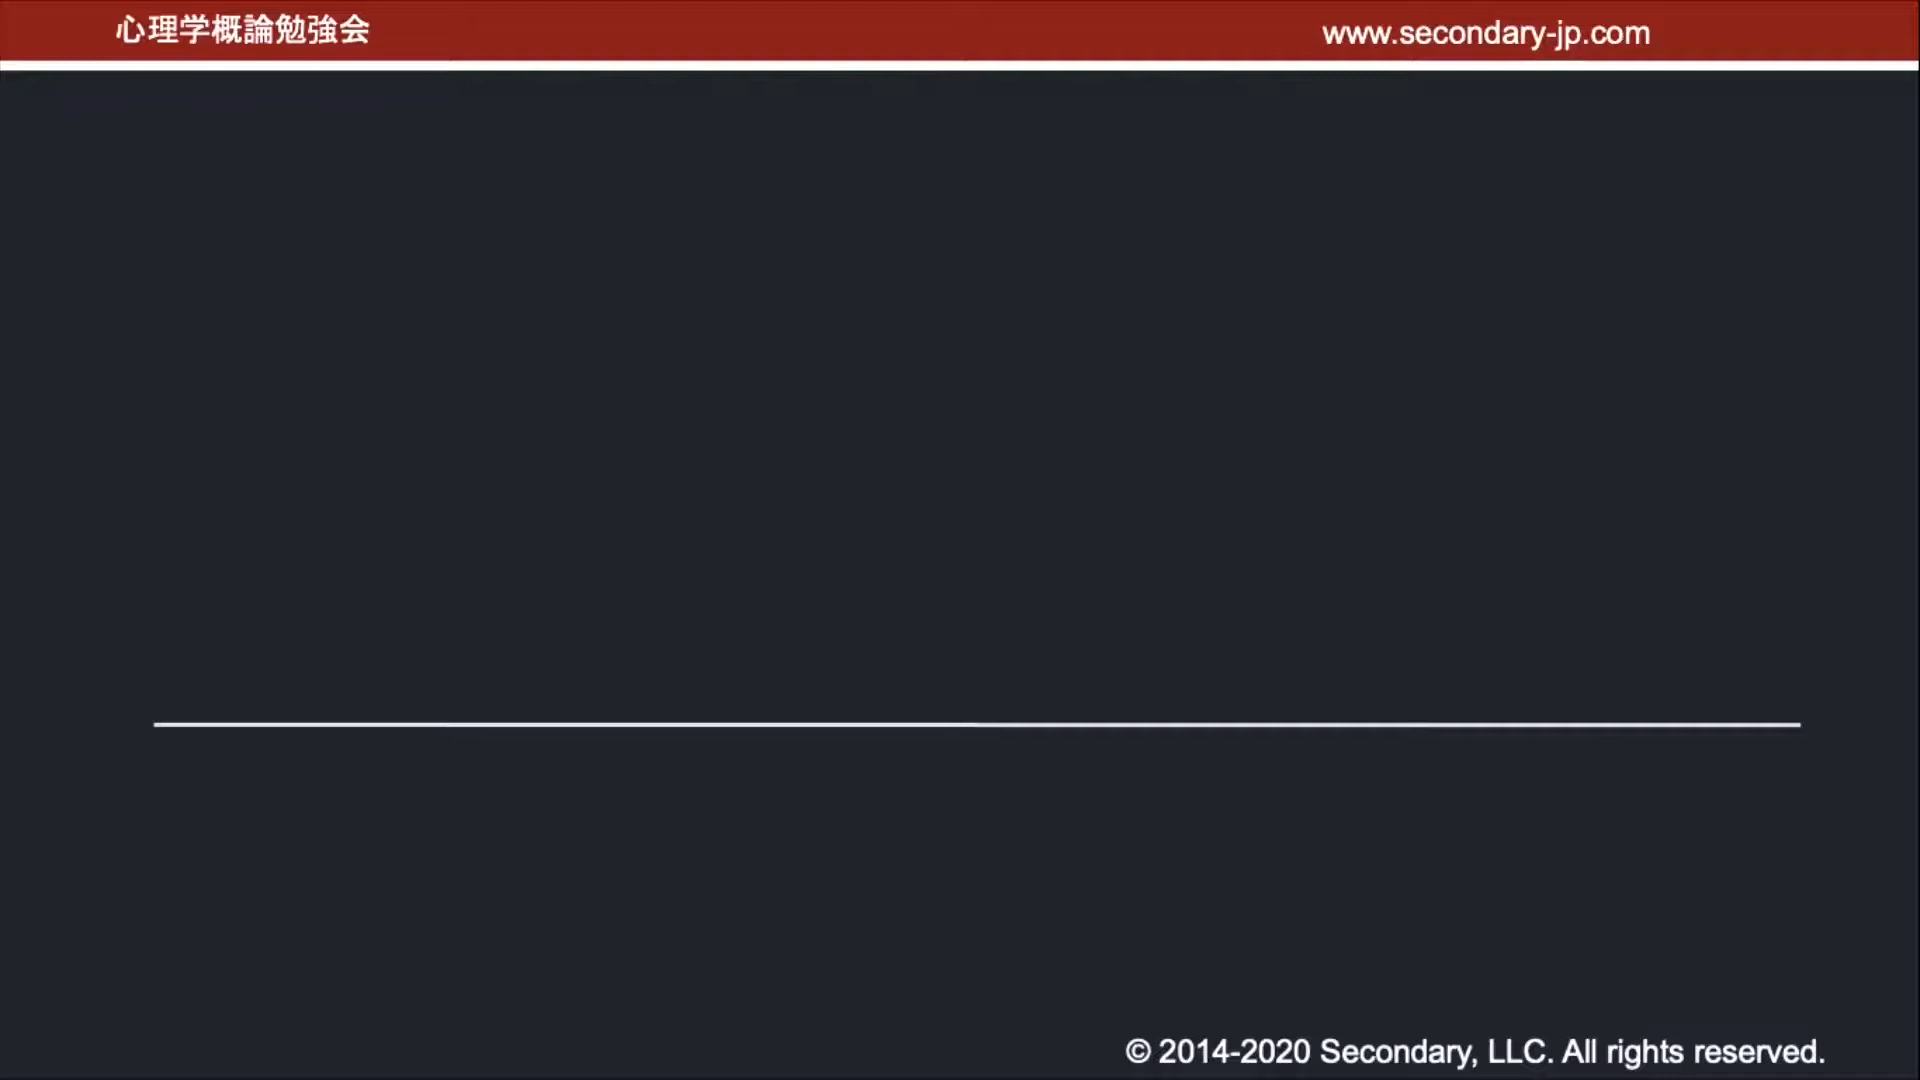 心理学概論勉強会
www.secondary-jp.com
© 2014-2020 Secondary, LLC. All rights reserved.